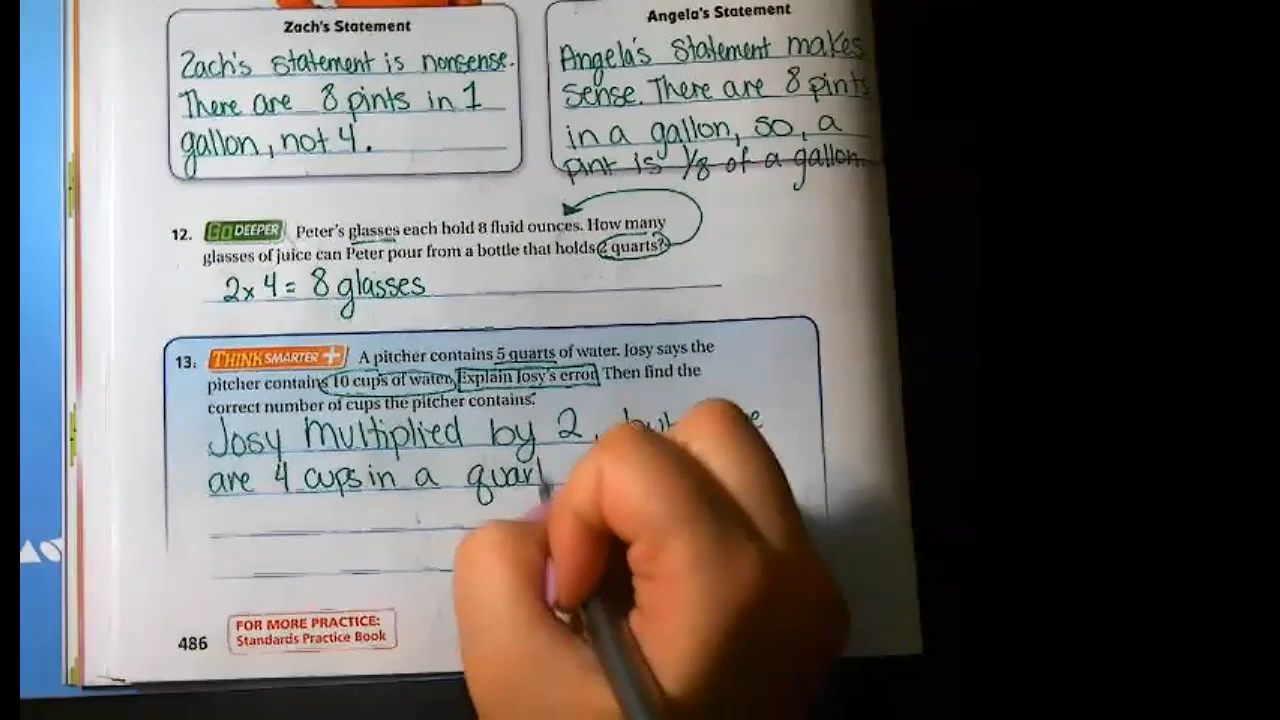 Zach's Statement
Zach's statement is nonsense.
There are 8 pints in 1
gallon, not 4.
Angela's Statement
Angela's statement makes
sense. There are 8 pints
in a gallon, so, a
pint is 1/8 of a gallon
12. GO DEEPER Peter's glasses each hold 8 fluid ounces. How many
glasses of juice can Peter pour from a bottle that holds 2 quarts?
2x4 = 8 glasses
13. THINK SMARTER + A pitcher contains 5 quarts of water. Josy says the
pitcher contains 10 cups of water. Explain Josy's error. Then find the
correct number of cups the pitcher contains.
Josy multiplied by 2,
are 4 cups in a quart
486
FOR MORE PRACTICE:
Standards Practice Book